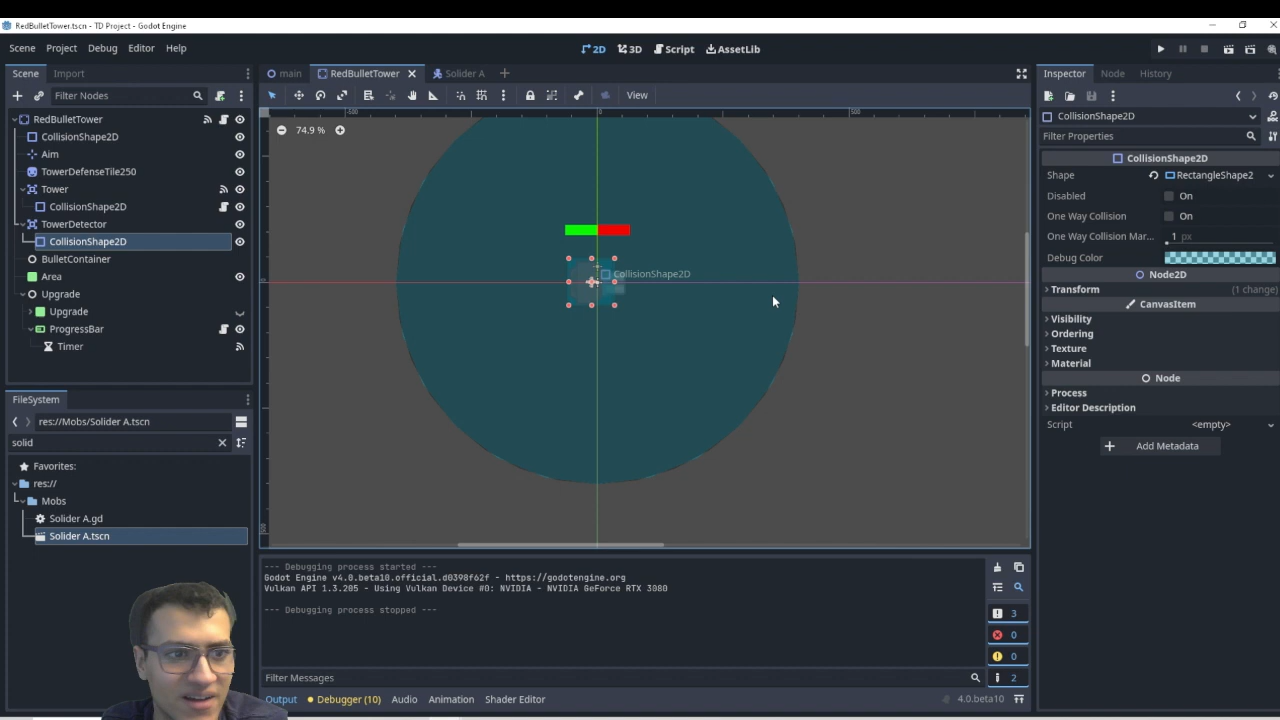 RedBulletTower.tscn - TD Project - Godot Engine
Scene Project Debug Editor Help
2D 3D Script AssetLib
Scene Import
main RedBulletTower Solider A
Inspector Node History
Filter Nodes
View
CollisionShape2D
Filter Properties
RedBulletTower
CollisionShape2D
Aim
TowerDefenseTile250
Tower
CollisionShape2D
TowerDetector
CollisionShape2D
BulletContainer
Area
Upgrade
Upgrade
ProgressBar
Timer
-500 0 500
74.9 %
CollisionShape2D
0
500
CollisionShape2D
Shape RectangleShape2
Disabled On
One Way Collision On
One Way Collision Mar... 1 px
Debug Color
Node2D
Transform (1 change)
CanvasItem
Visibility
Ordering
Texture
Material
Node
Process
Editor Description
Script <empty>
Add Metadata
FileSystem
res://Mobs/Solider A.tscn
solid
Favorites:
res://
Mobs
Solider A.gd
Solider A.tscn
--- Debugging process started ---
Godot Engine v4.0.beta10.official.d0398f62f - https://godotengine.org
Vulkan API 1.3.205 - Using Vulkan Device #0: NVIDIA - NVIDIA GeForce RTX 3080
--- Debugging process stopped ---
3
0
0
2
Filter Messages
Output Debugger (10) Audio Animation Shader Editor
4.0.beta10